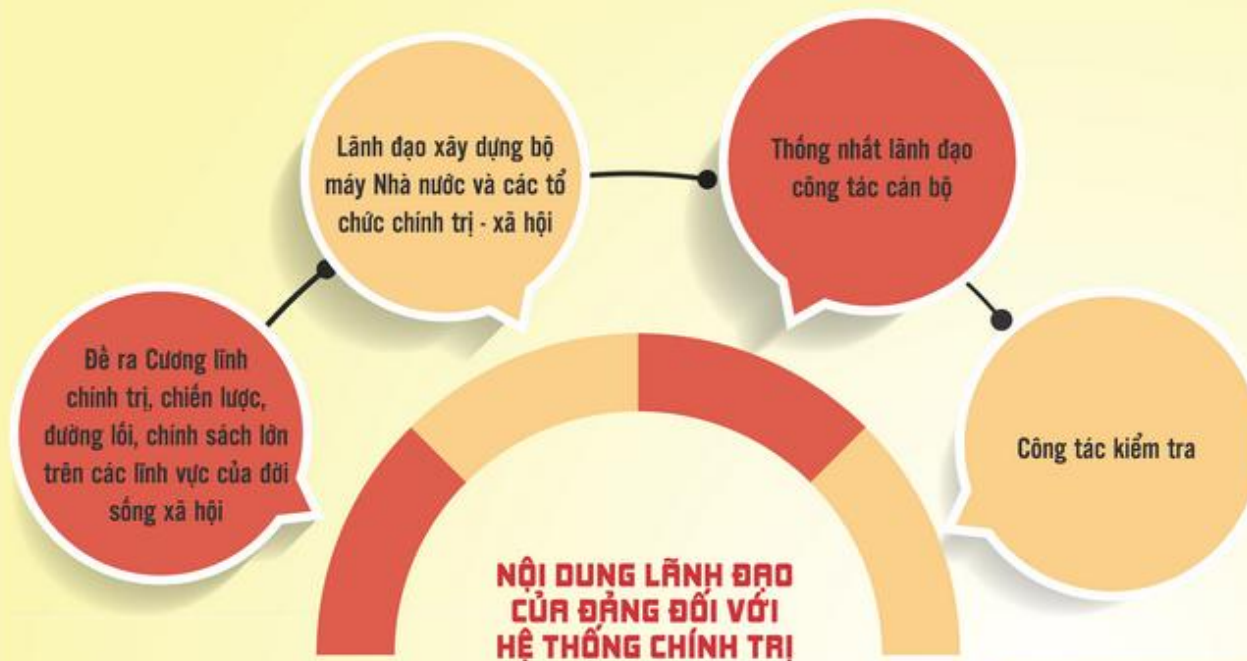 Đề ra Cương lĩnh
chính trị, chiến lược,
đường lối, chính sách lớn
trên các lĩnh vực của đời
sống xã hội
Lãnh đạo xây dựng bộ
máy Nhà nước và các tổ
chức chính trị - xã hội
Thống nhất lãnh đạo
công tác cán bộ
Công tác kiểm tra
NỘI DUNG LÃNH ĐẠO
CỦA ĐẢNG ĐỐI VỚI
HỆ THỐNG CHÍNH TRỊ